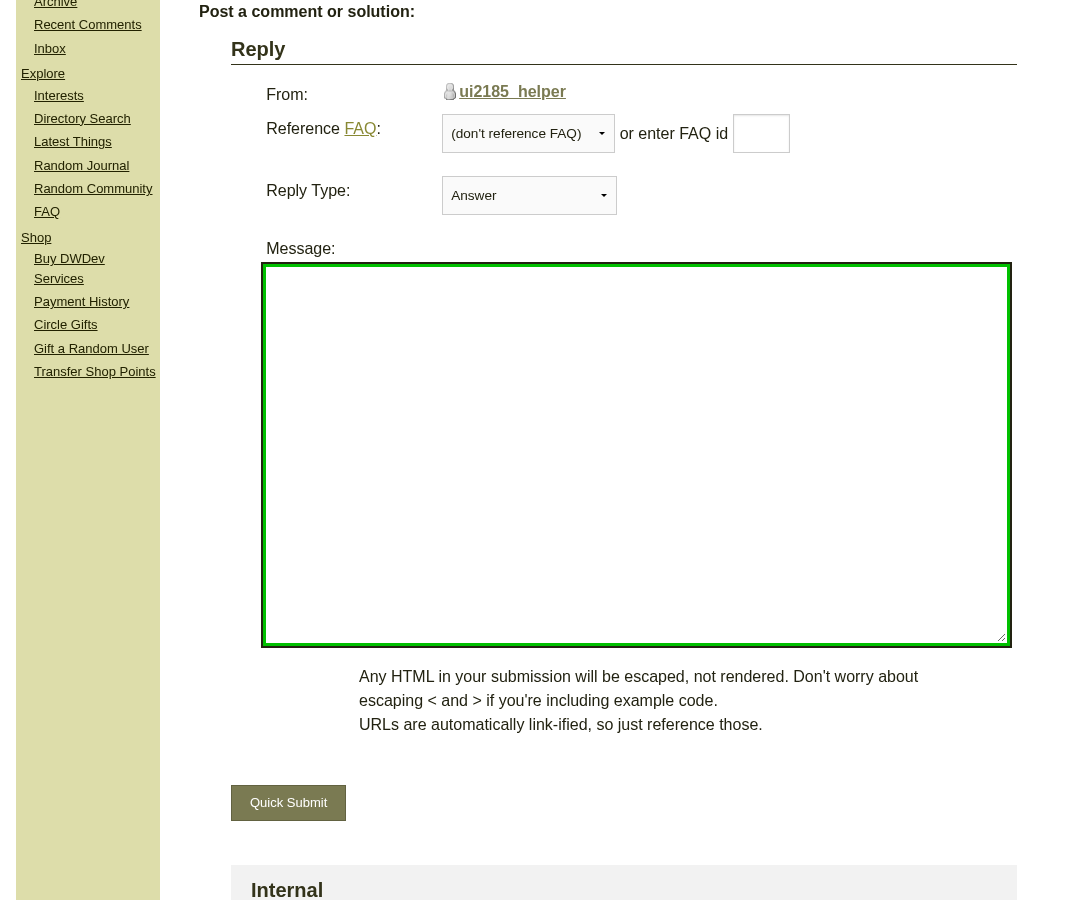 Archive
Recent Comments
Inbox
Explore
Interests
Directory Search
Latest Things
Random Journal
Random Community
FAQ
Shop
Buy DWDev
Services
Payment History
Circle Gifts
Gift a Random User
Transfer Shop Points
Post a comment or solution:
Reply
From: ui2185_helper
Reference FAQ: (don't reference FAQ) or enter FAQ id
Reply Type: Answer
Message:
Any HTML in your submission will be escaped, not rendered. Don't worry about
escaping < and > if you're including example code.
URLs are automatically link-ified, so just reference those.
Quick Submit
Internal